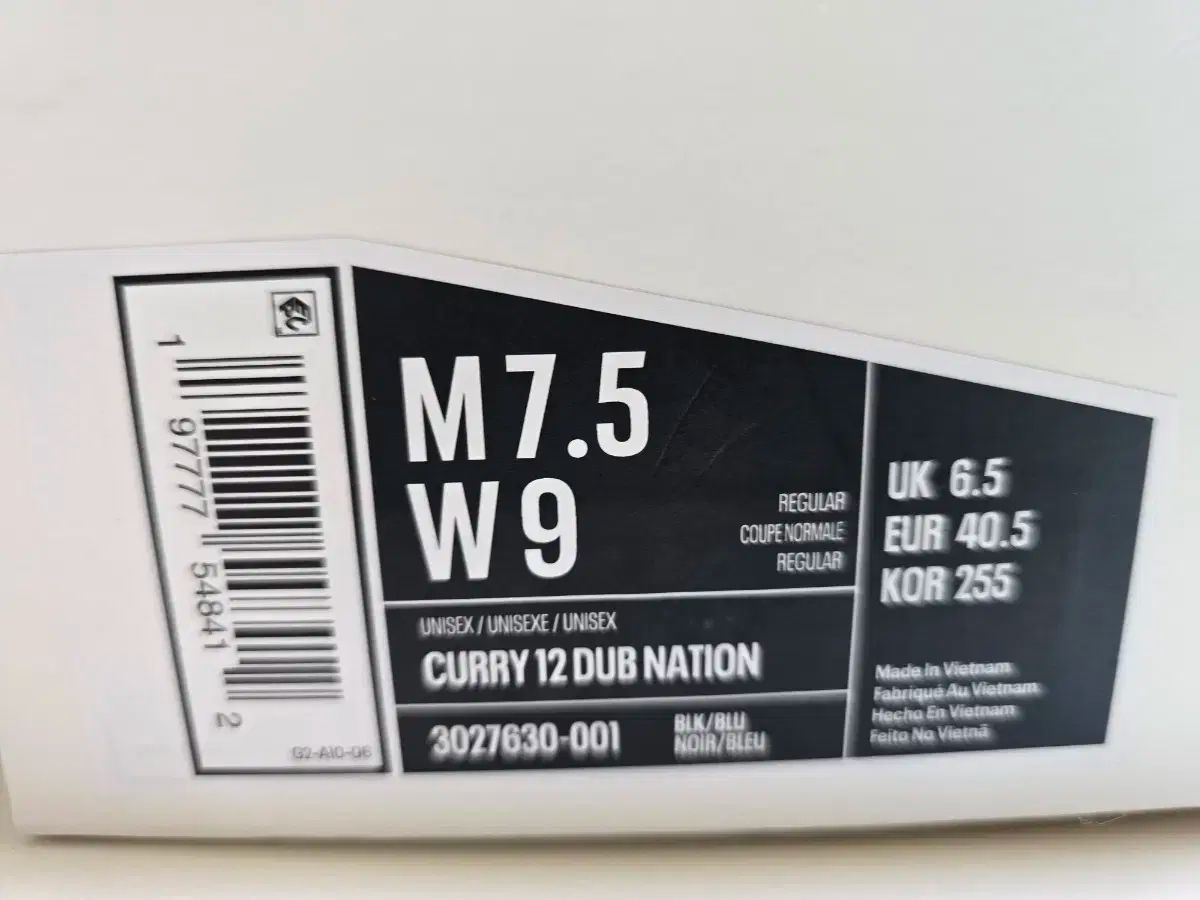 1 97777 54841 2
G2-A10-06
M 7.5
W 9
REGULAR
COUPE NORMALE
REGULAR
UNISEX / UNISEXE / UNISEX
CURRY 12 DUB NATION
3027630-001
BLK/BLU
NOIR/BLEU
UK 6.5
EUR 40.5
KOR 255
Made In Vietnam
Fabriqué Au Vietnam
Hecho En Vietnam
Feito No Vietnã